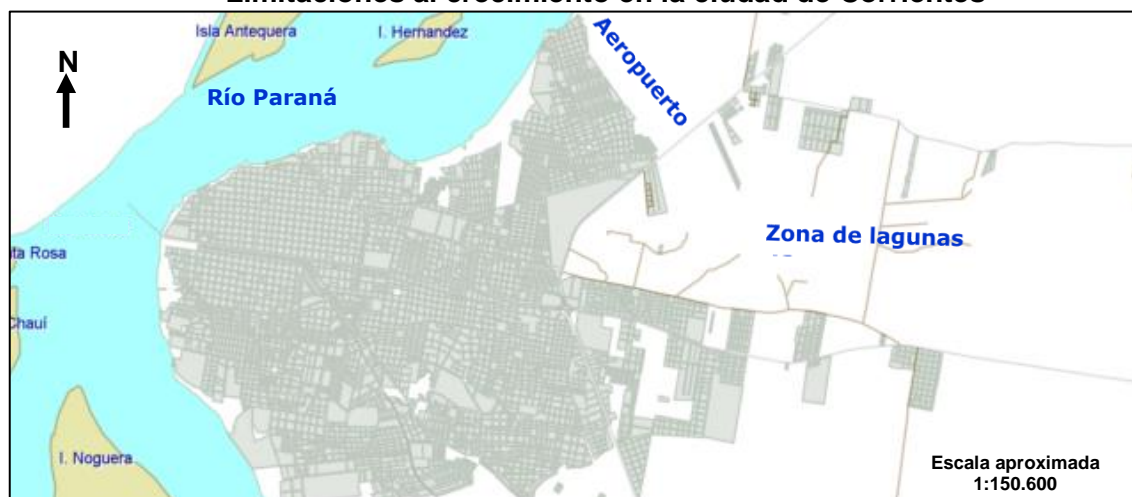 Limitaciones al crecimiento en la ciudad de Corrientes
Isla Antequera
I. Hernandez
Aeropuerto
N
Río Paraná
Zona de lagunas
ta Rosa
Chauí
I. Noguera
Escala aproximada
1:150.600